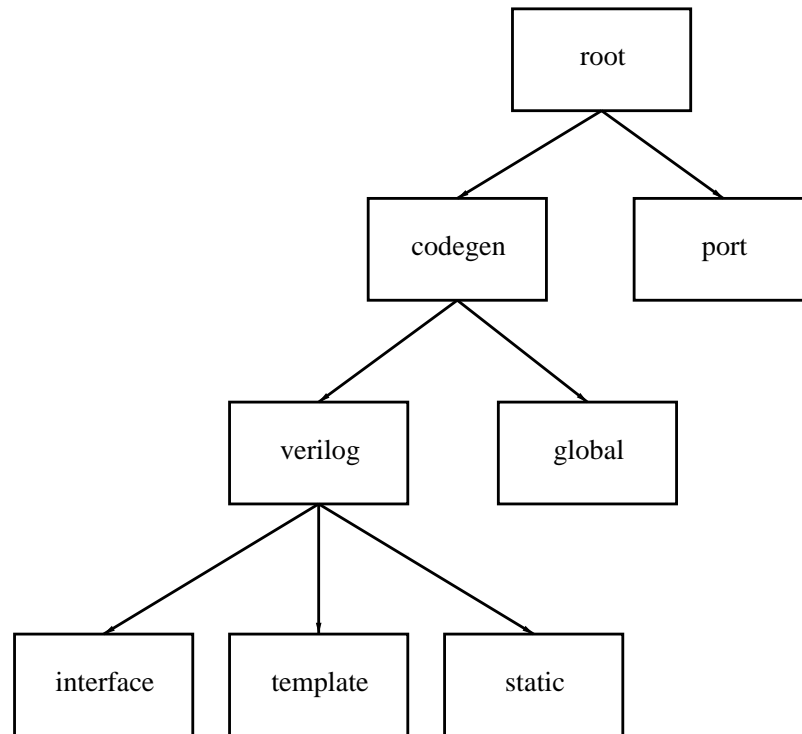 root
codegen
port
verilog
global
interface
template
static